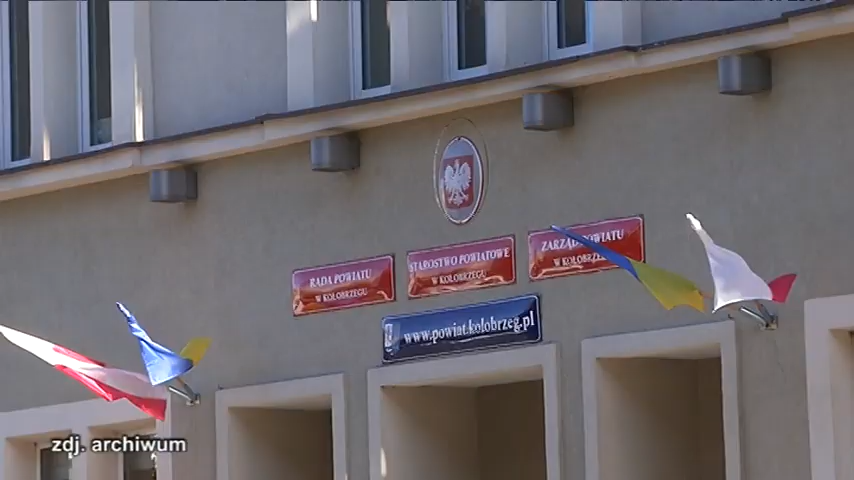 RADA POWIATU
W KOŁOBRZEGU
STAROSTWO POWIATOWE
W KOŁOBRZEGU
ZARZĄD POWIATU
W KOŁOBRZEGU
www.powiat.kolobrzeg.pl
zdj. archiwum